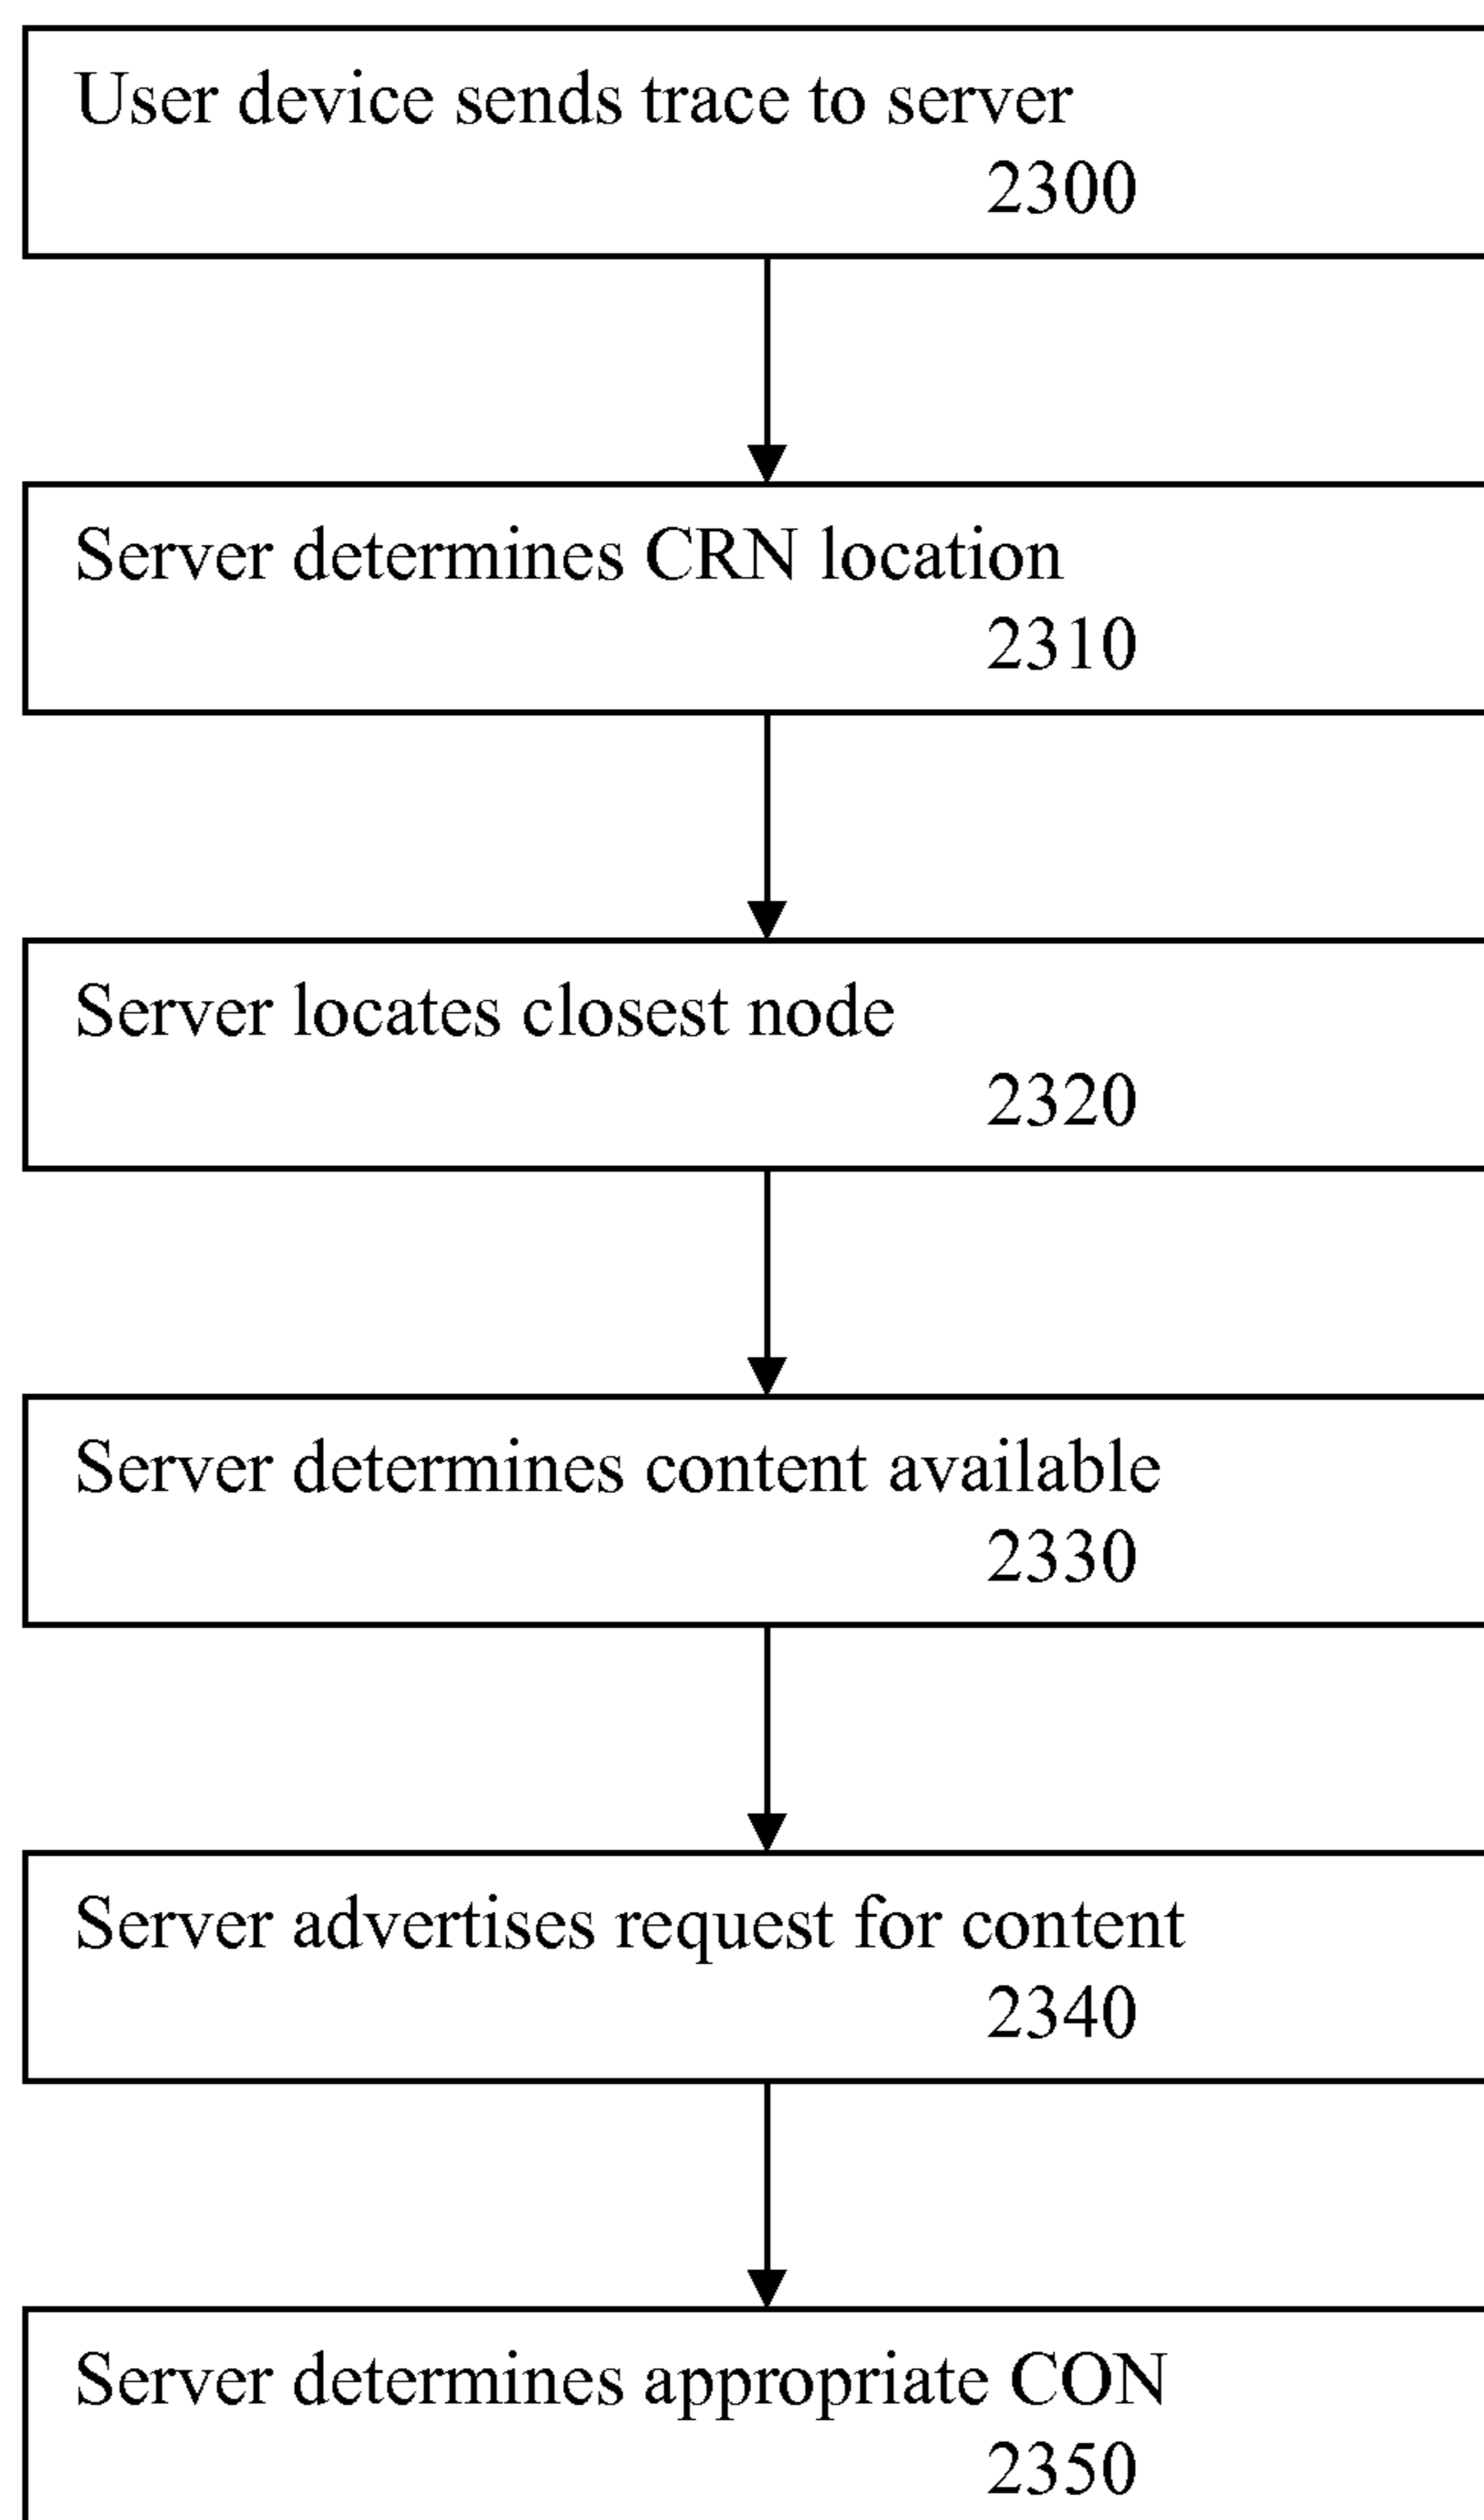 User device sends trace to server
2300
Server determines CRN location
2310
Server locates closest node
2320
Server determines content available
2330
Server advertises request for content
2340
Server determines appropriate CON
2350